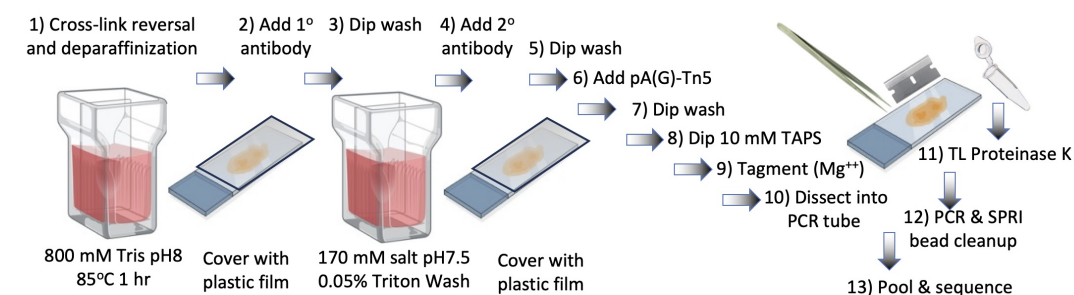 1) Cross-link reversal
and deparaffinization
2) Add 1º
antibody
3) Dip wash
4) Add 2º
antibody
5) Dip wash
6) Add pA(G)-Tn5
7) Dip wash
8) Dip 10 mM TAPS
9) Tagment (Mg⁺⁺)
10) Dissect into
PCR tube
11) TL Proteinase K
12) PCR & SPRI
bead cleanup
13) Pool & sequence
800 mM Tris pH8
85ºC 1 hr
Cover with
plastic film
170 mM salt pH7.5
0.05% Triton Wash
Cover with
plastic film